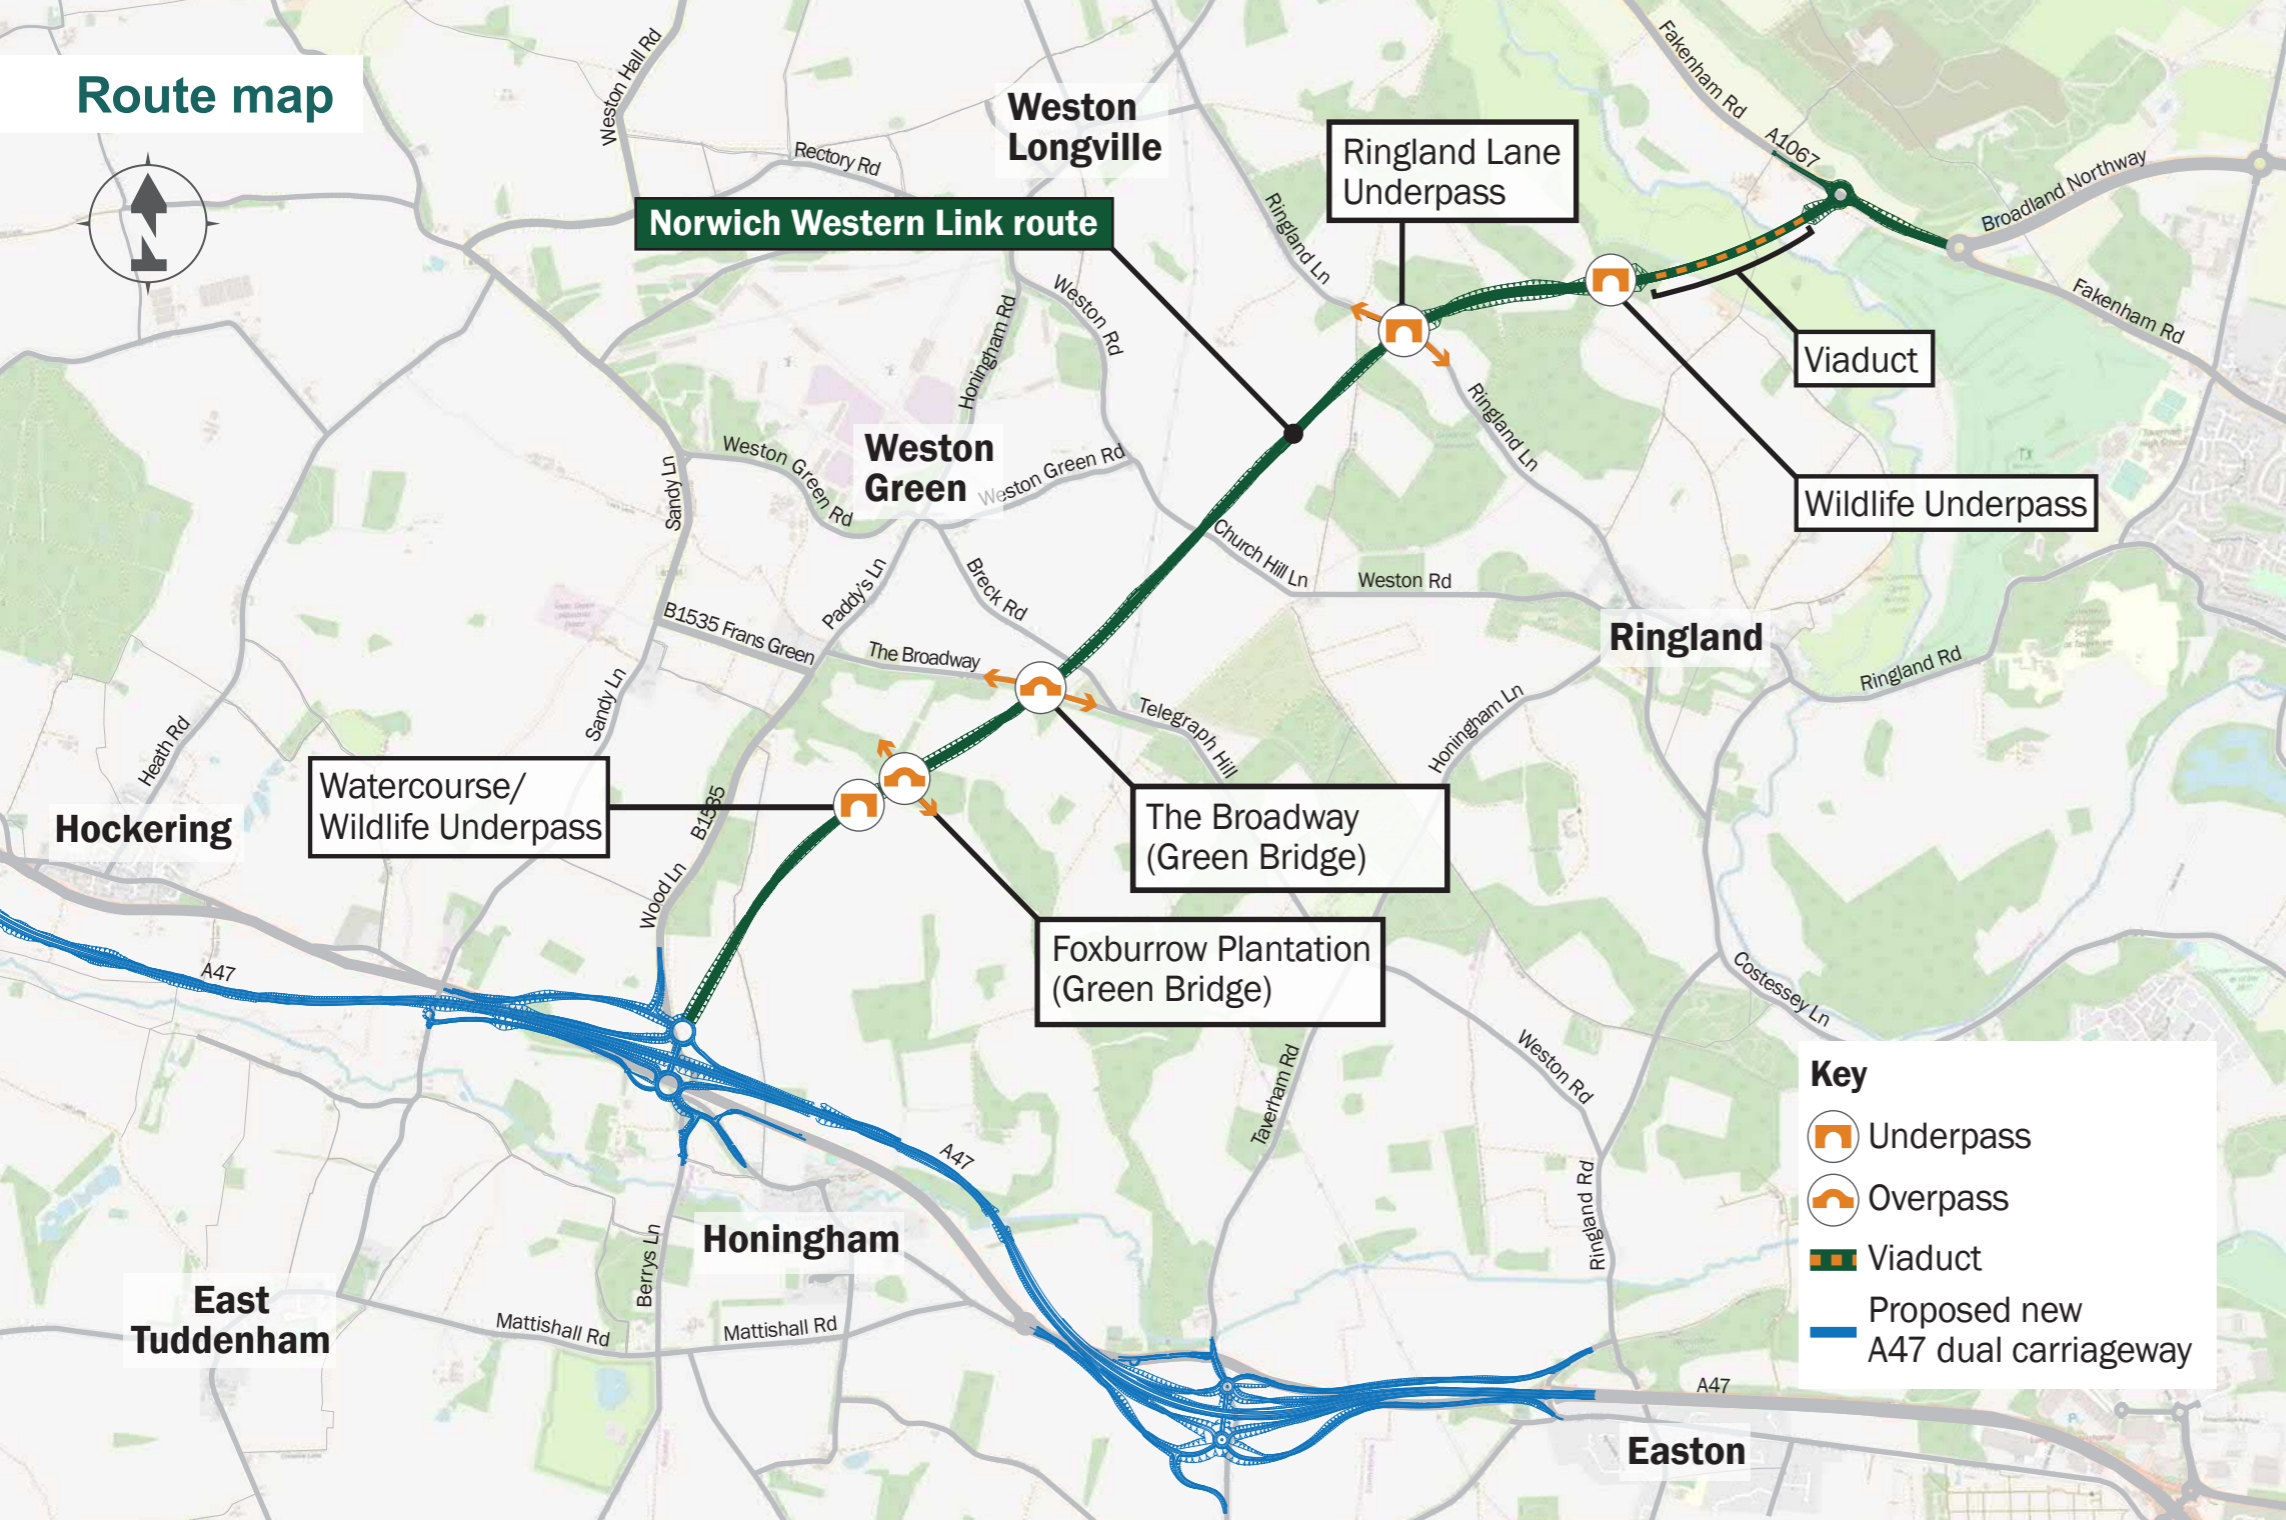 Route map
Weston Hall Rd
Rectory Rd
Weston
Longville
Fakenham Rd
A1067
Broadland Northway
Fakenham Rd
Ringland Lane
Underpass
Norwich Western Link route
Ringland Ln
Weston Rd
Honingham Rd
Viaduct
Ringland Ln
Wildlife Underpass
Weston
Green
Weston Green Rd
Weston Green Rd
Sandy Ln
Church Hill Ln
Weston Rd
Paddy's Ln
Breck Rd
B1535 Frans Green
The Broadway
Ringland
Ringland Rd
Sandy Ln
Heath Rd
Telegraph Hill
Honingham Ln
Watercourse/
Wildlife Underpass
B1535
The Broadway
(Green Bridge)
Hockering
Wood Ln
Foxburrow Plantation
(Green Bridge)
A47
Costessey Ln
Weston Rd
Taverham Rd
A47
Ringland Rd
Honingham
Berrys Ln
East
Tuddenham
Mattishall Rd
Mattishall Rd
A47
Easton
Key
Underpass
Overpass
Viaduct
Proposed new
A47 dual carriageway